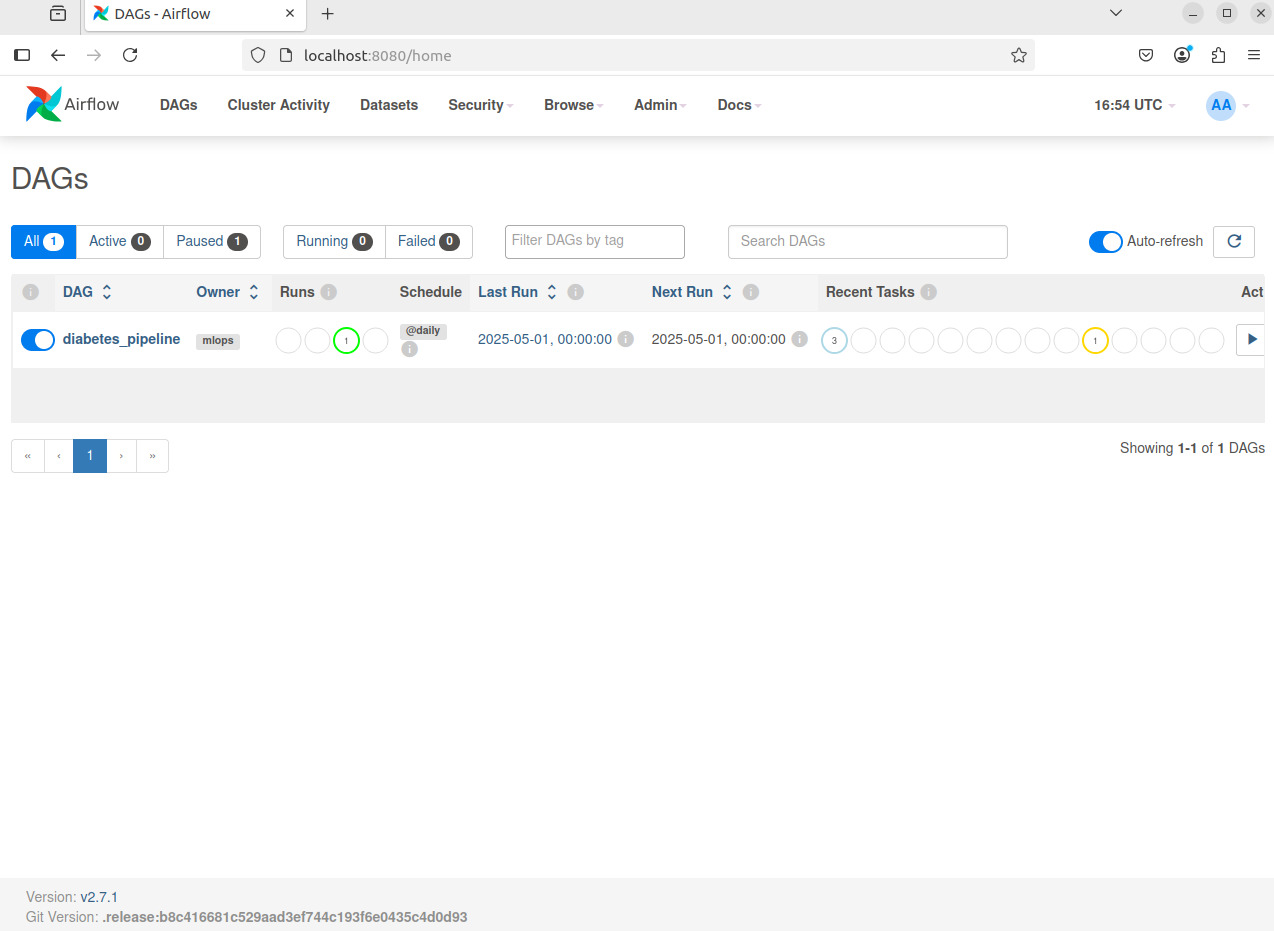 DAGs - Airflow
localhost:8080/home
Airflow DAGs Cluster Activity Datasets Security Browse Admin Docs 16:54 UTC AA
DAGs
All 1 Active 0 Paused 1 Running 0 Failed 0 Filter DAGs by tag Search DAGs Auto-refresh
DAG Owner Runs Schedule Last Run Next Run Recent Tasks Act
diabetes_pipeline mlops 1 @daily 2025-05-01, 00:00:00 2025-05-01, 00:00:00 3 1
« ‹ 1 › » Showing 1-1 of 1 DAGs
Version: v2.7.1
Git Version: .release:b8c416681c529aad3ef744c193f6e0435c4d0d93